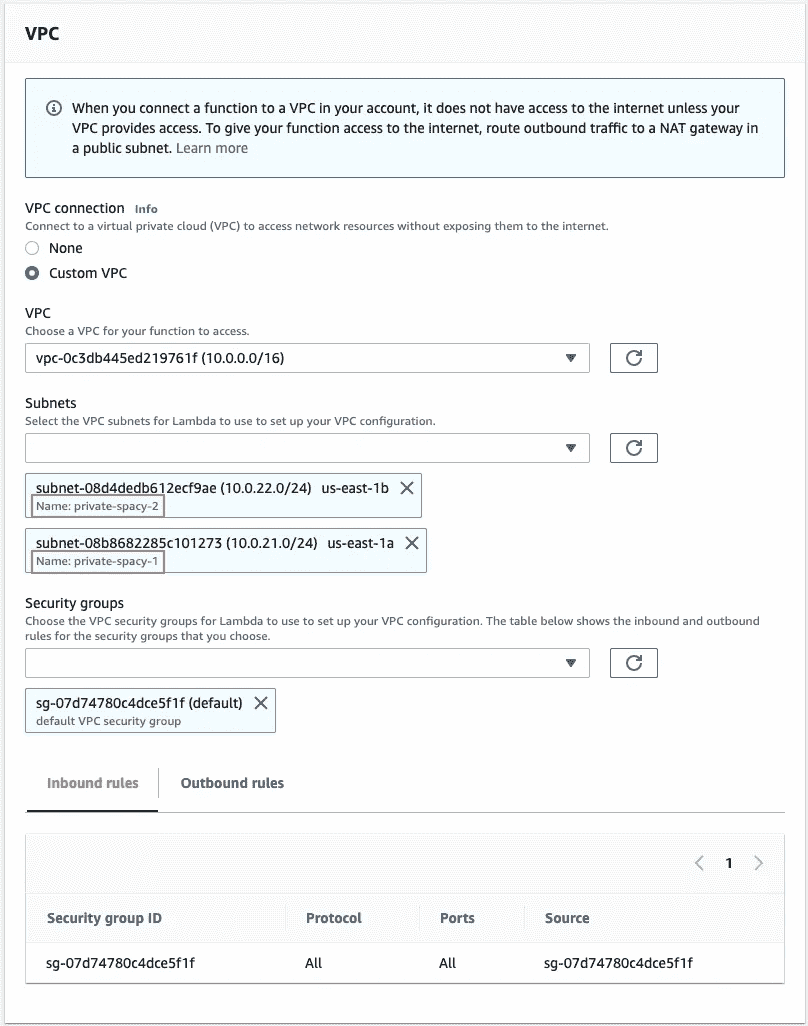 VPC
When you connect a function to a VPC in your account, it does not have access to the internet unless your
VPC provides access. To give your function access to the internet, route outbound traffic to a NAT gateway in
a public subnet. Learn more
VPC connection Info
Connect to a virtual private cloud (VPC) to access network resources without exposing them to the internet.
None
Custom VPC
VPC
Choose a VPC for your function to access.
vpc-0c3db445ed219761f (10.0.0.0/16)
Subnets
Select the VPC subnets for Lambda to use to set up your VPC configuration.
subnet-08d4dedb612ecf9ae (10.0.22.0/24) us-east-1b
Name: private-spacy-2
subnet-08b8682285c101273 (10.0.21.0/24) us-east-1a
Name: private-spacy-1
Security groups
Choose the VPC security groups for Lambda to use to set up your VPC configuration. The table below shows the inbound and outbound
rules for the security groups that you choose.
sg-07d74780c4dce5f1f (default)
default VPC security group
Inbound rules Outbound rules
1
Security group ID Protocol Ports Source
sg-07d74780c4dce5f1f All All sg-07d74780c4dce5f1f